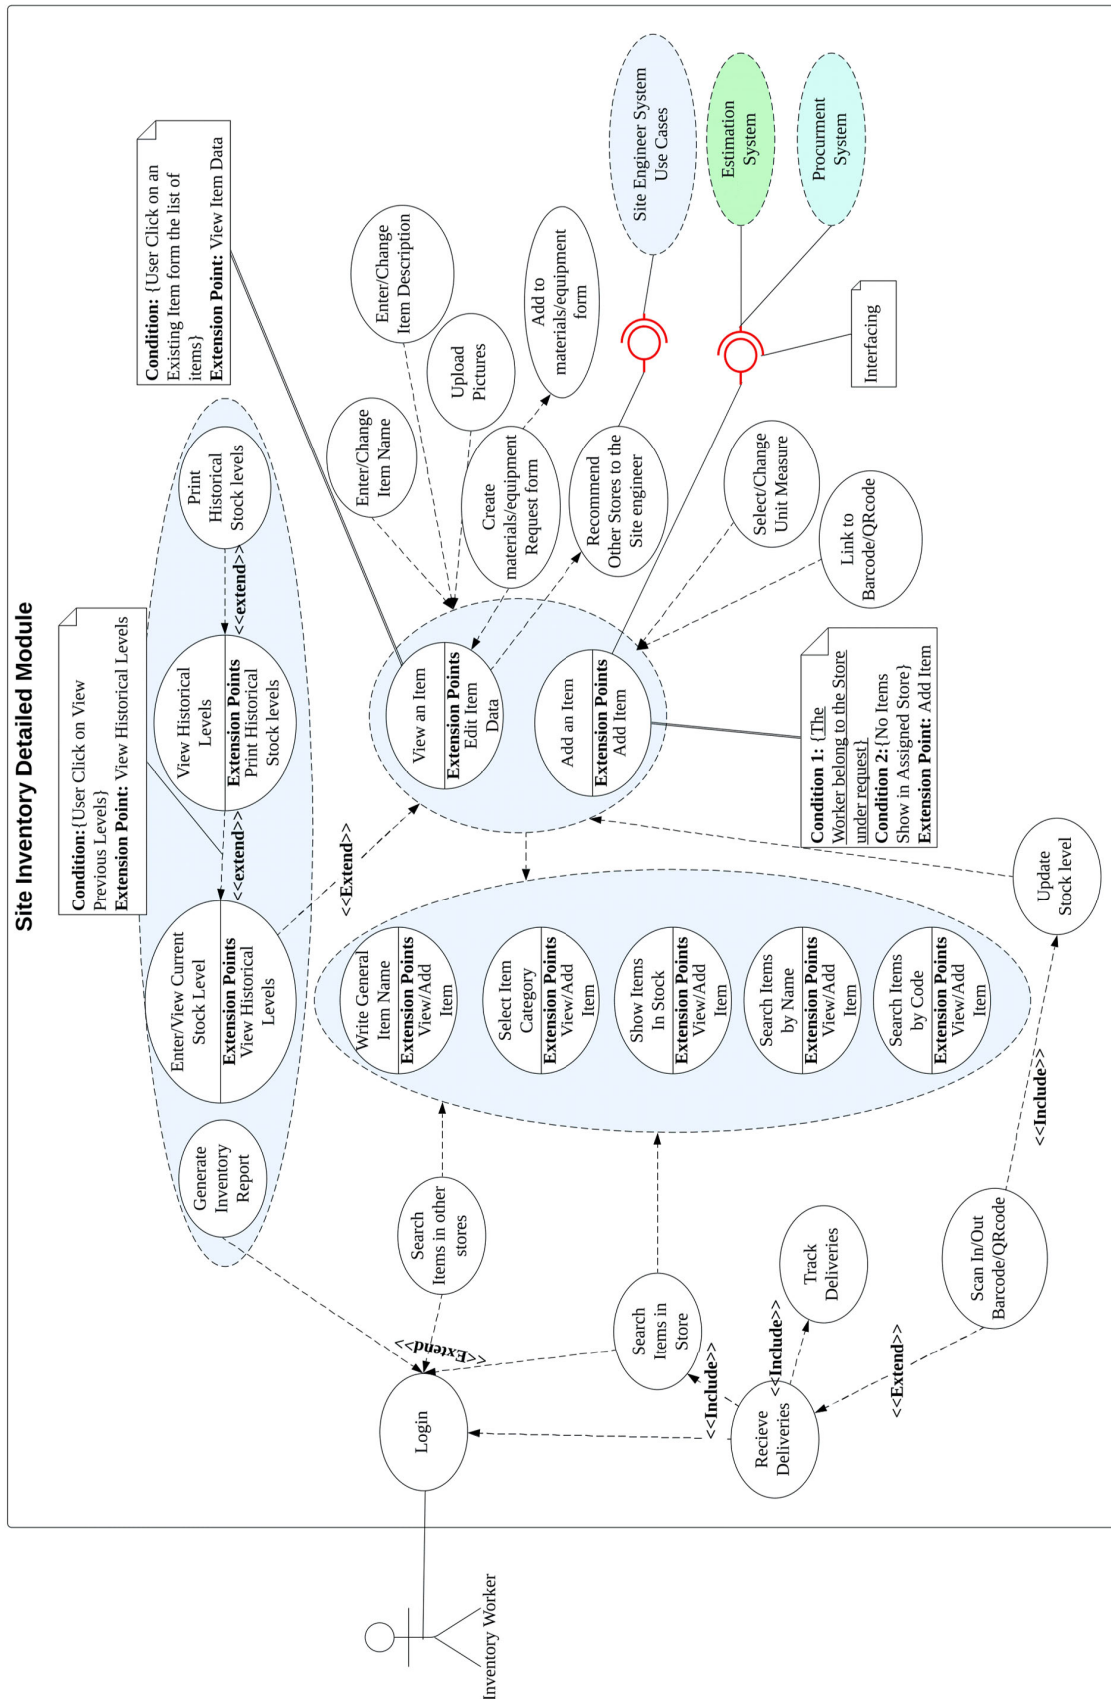 Site Inventory Detailed Module
Inventory Worker
Login
Generate
Inventory
Report
Enter/View Current
Stock Level
Extension Points
View Historical
Levels
<<extend>>
View Historical
Levels
Extension Points
Print Historical
Stock levels
<<extend>>
Print
Historical
Stock levels
Condition:{User Click on View
Previous Levels}
Extension Point: View Historical Levels
Condition: {User Click on an
Existing Item form the list of
items}
Extension Point: View Item Data
<<Extend>>
Search
Items in other
stores
<<Extend>>
Search
Items in
Store
<<Include>>
Recieve
Deliveries
<<Include>>
Track
Deliveries
<<Extend>>
Scan In/Out
Barcode/QRcode
<<Include>>
Update
Stock level
Write General
Item Name
Extension Points
View/Add
Item
Select Item
Category
Extension Points
View/Add
Item
Show Items
In Stock
Extension Points
View/Add
Item
Search Items
by Name
Extension Points
View/Add
Item
Search Items
by Code
Extension Points
View/Add
Item
View an Item
Extension Points
Edit Item
Data
Add an Item
Extension Points
Add Item
Condition 1: {The
Worker belong to the Store
under request}
Condition 2:{No Items
Show in Assigned Store}
Extension Point: Add Item
Enter/Change
Item Name
Enter/Change
Item Description
Upload
Pictures
Create
materials/equipment
Request form
Add to
materials/equipment
form
Recommend
Other Stores to the
Site engineer
Select/Change
Unit Measure
Link to
Barcode/QRcode
Site Engineer System
Use Cases
Estimation
System
Procurment
System
Interfacing